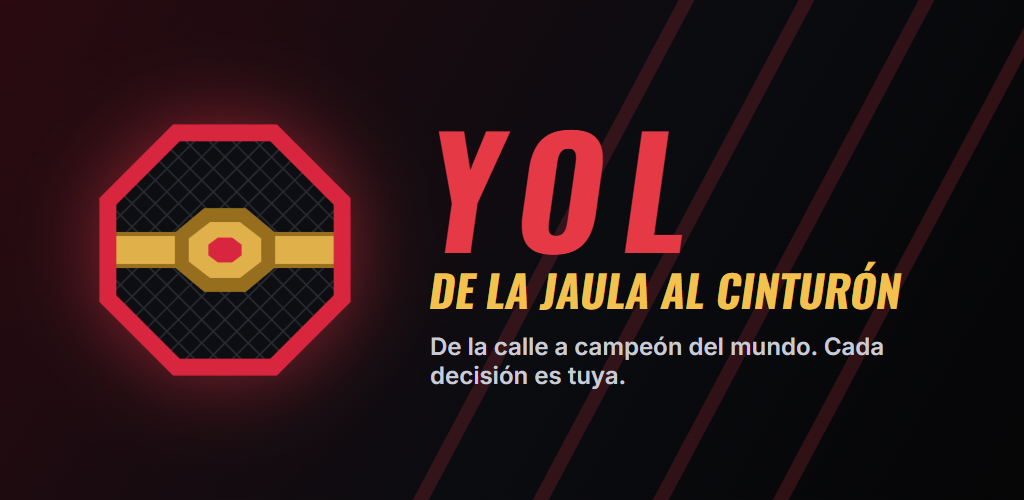 YOL
DE LA JAULA AL CINTURÓN
De la calle a campeón del mundo. Cada
decisión es tuya.